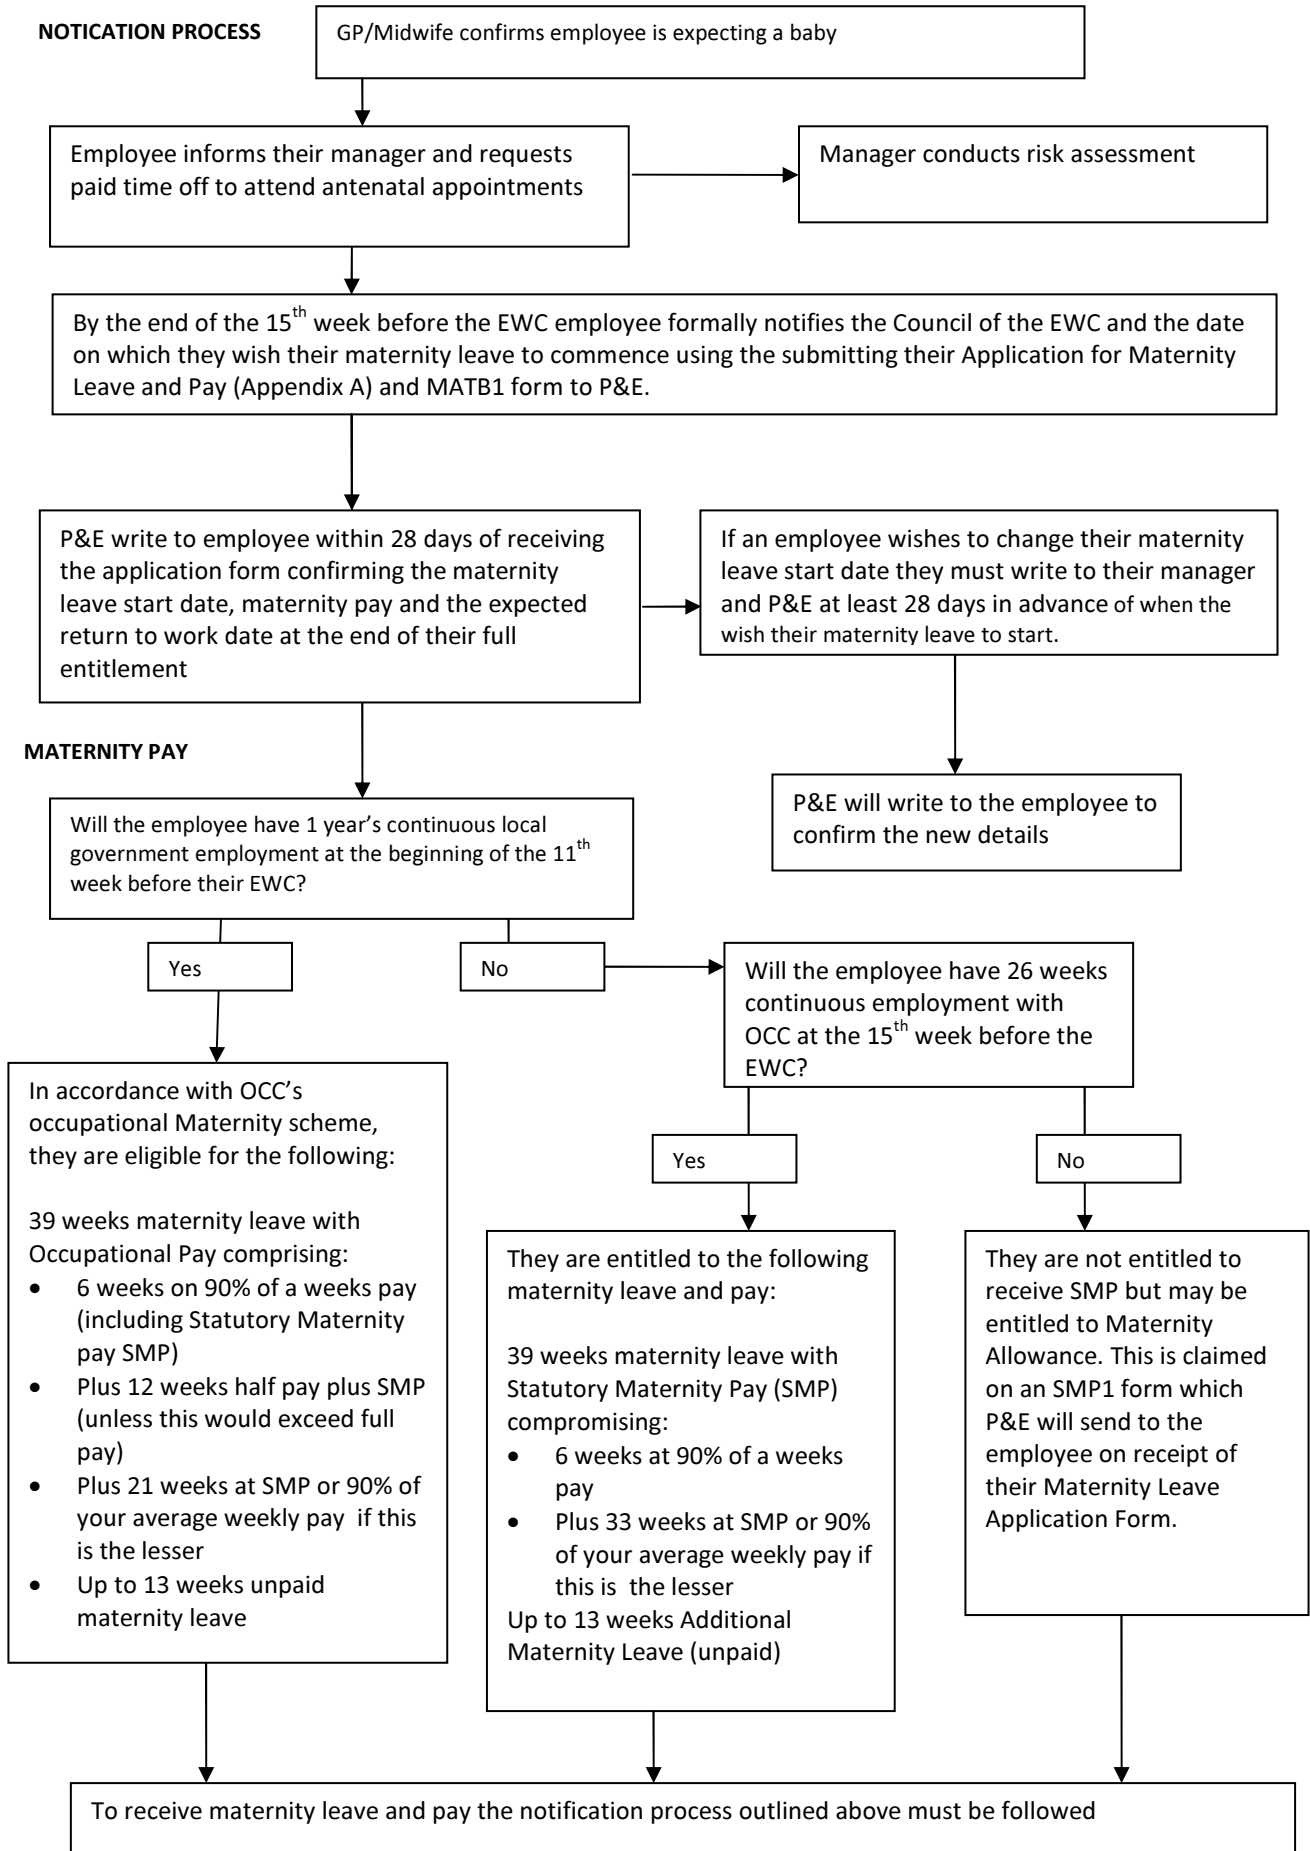 NOTICATION PROCESS
GP/Midwife confirms employee is expecting a baby
Employee informs their manager and requests
paid time off to attend antenatal appointments
Manager conducts risk assessment
By the end of the 15th week before the EWC employee formally notifies the Council of the EWC and the date
on which they wish their maternity leave to commence using the submitting their Application for Maternity
Leave and Pay (Appendix A) and MATB1 form to P&E.
P&E write to employee within 28 days of receiving
the application form confirming the maternity
leave start date, maternity pay and the expected
return to work date at the end of their full
entitlement
If an employee wishes to change their maternity
leave start date they must write to their manager
and P&E at least 28 days in advance of when the
wish their maternity leave to start.
MATERNITY PAY
P&E will write to the employee to
confirm the new details
Will the employee have 1 year's continuous local
government employment at the beginning of the 11th
week before their EWC?
Yes
No
Will the employee have 26 weeks
continuous employment with
OCC at the 15th week before the
EWC?
Yes
No
In accordance with OCC's
occupational Maternity scheme,
they are eligible for the following:
39 weeks maternity leave with
Occupational Pay comprising:
• 6 weeks on 90% of a weeks pay
(including Statutory Maternity
pay SMP)
• Plus 12 weeks half pay plus SMP
(unless this would exceed full
pay)
• Plus 21 weeks at SMP or 90% of
your average weekly pay if this
is the lesser
• Up to 13 weeks unpaid
maternity leave
They are entitled to the following
maternity leave and pay:
39 weeks maternity leave with
Statutory Maternity Pay (SMP)
compromising:
• 6 weeks at 90% of a weeks
pay
• Plus 33 weeks at SMP or 90%
of your average weekly pay if
this is the lesser
Up to 13 weeks Additional
Maternity Leave (unpaid)
They are not entitled to
receive SMP but may be
entitled to Maternity
Allowance. This is claimed
on an SMP1 form which
P&E will send to the
employee on receipt of
their Maternity Leave
Application Form.
To receive maternity leave and pay the notification process outlined above must be followed